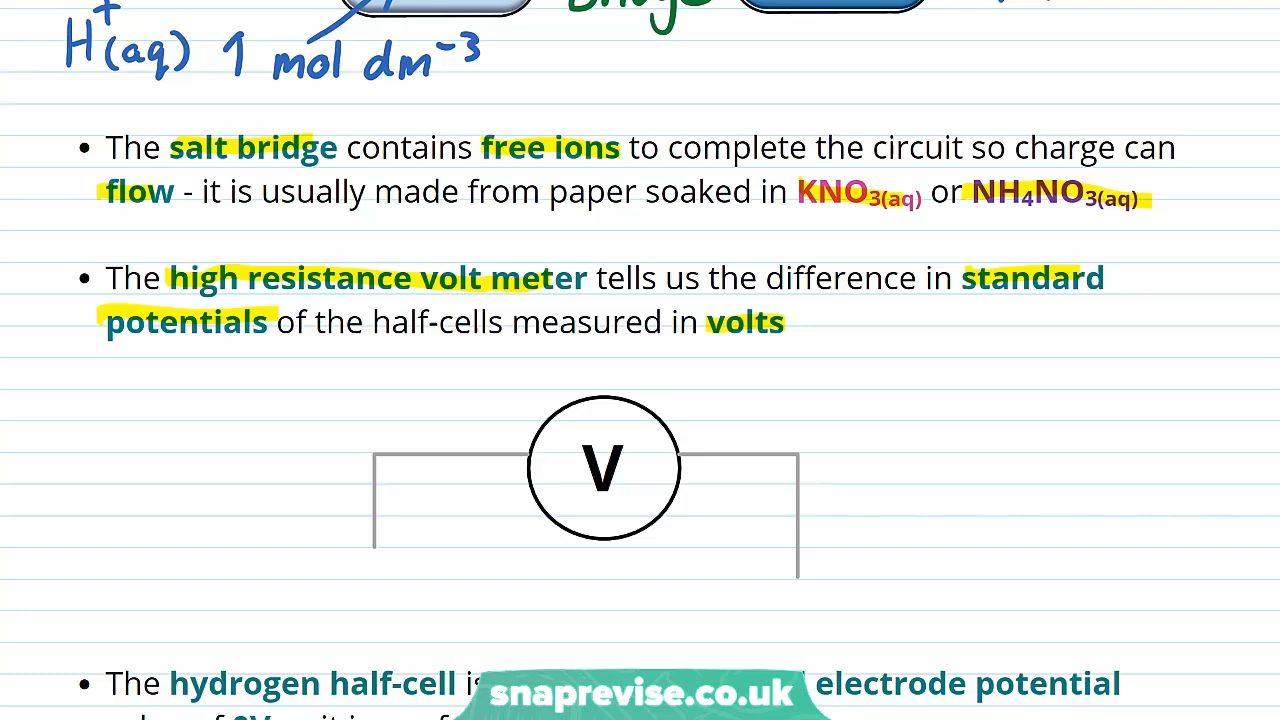 Bridge
H+(aq) 1 mol dm⁻³
• The salt bridge contains free ions to complete the circuit so charge can
flow - it is usually made from paper soaked in KNO₃(aq) or NH₄NO₃(aq)
• The high resistance volt meter tells us the difference in standard
potentials of the half-cells measured in volts
V
• The hydrogen half-cell electrode potential
snaprevise.co.uk